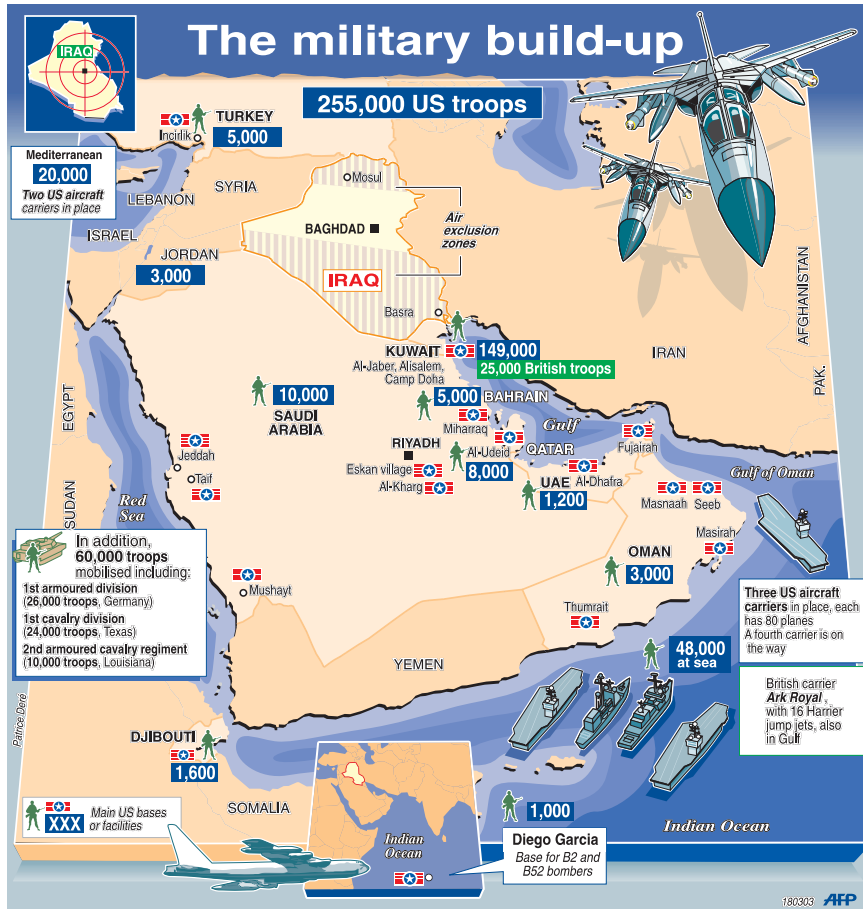 The military build-up
IRAQ
255,000 US troops
TURKEY
Incirlik
5,000
Mediterranean
20,000
Two US aircraft
carriers in place
LEBANON
SYRIA
ISRAEL
JORDAN
3,000
Mosul
BAGHDAD
Air
exclusion
zones
IRAQ
Basra
AFGHANISTAN
IRAN
PAK.
KUWAIT
149,000
Al-Jaber, Alisalem,
Camp Doha
25,000 British troops
EGYPT
10,000
SAUDI
ARABIA
5,000
BAHRAIN
Miharraq
Gulf
RIYADH
Al-Udeid
QATAR
Fujairah
Jeddah
Taif
Eskan village
8,000
Al-Kharg
UAE
Al-Dhafra
1,200
Gulf of Oman
Masnaah
Seeb
SUDAN
Red
Sea
Masirah
In addition,
60,000 troops
mobilised including:
1st armoured division
(26,000 troops, Germany)
1st cavalry division
(24,000 troops, Texas)
2nd armoured cavalry regiment
(10,000 troops, Louisiana)
Mushayt
OMAN
3,000
Thumrait
Three US aircraft
carriers in place, each
has 80 planes
A fourth carrier is on
the way
YEMEN
48,000
at sea
British carrier
Ark Royal,
with 16 Harrier
jump jets, also
in Gulf
Patrice Deré
DJIBOUTI
1,600
SOMALIA
XXX
Main US bases
or facilities
Indian
Ocean
1,000
Diego Garcia
Base for B2 and
B52 bombers
Indian Ocean
180303 AFP